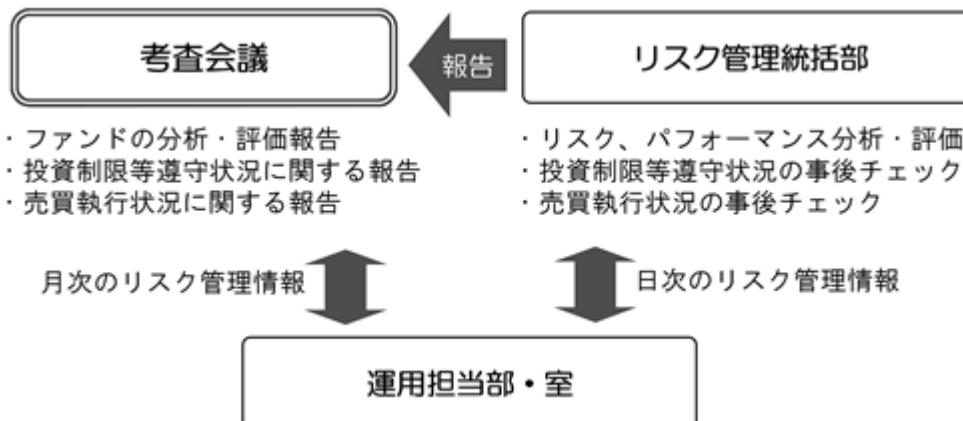 考査会議
報告
リスク管理統括部
・ファンドの分析・評価報告
・投資制限等遵守状況に関する報告
・売買執行状況に関する報告
・リスク、パフォーマンス分析・評価
・投資制限等遵守状況の事後チェック
・売買執行状況の事後チェック
月次のリスク管理情報
日次のリスク管理情報
運用担当部・室